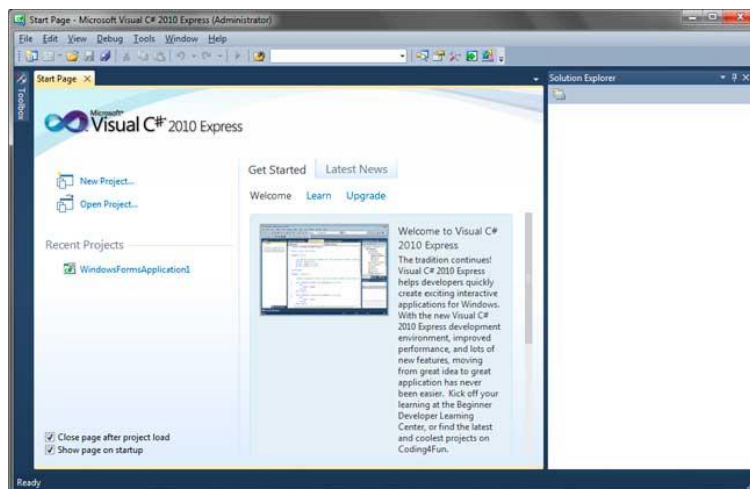 Start Page - Microsoft Visual C# 2010 Express (Administrator)
File Edit View Debug Tools Window Help
Toolbox
Start Page
Solution Explorer
Microsoft
Visual C# 2010 Express
New Project...
Open Project...
Recent Projects
WindowsFormsApplication1
Get Started Latest News
Welcome Learn Upgrade
Welcome to Visual C#
2010 Express
The tradition continues!
Visual C# 2010 Express
helps developers quickly
create exciting interactive
applications for Windows.
With the new Visual C#
2010 Express development
environment, improved
performance, and lots of
new features, moving
from great idea to great
application has never
been easier. Kick off your
learning at the Beginner
Developer Learning
Center, or find the latest
and coolest projects on
Coding4Fun.
Close page after project load
Show page on startup
Ready